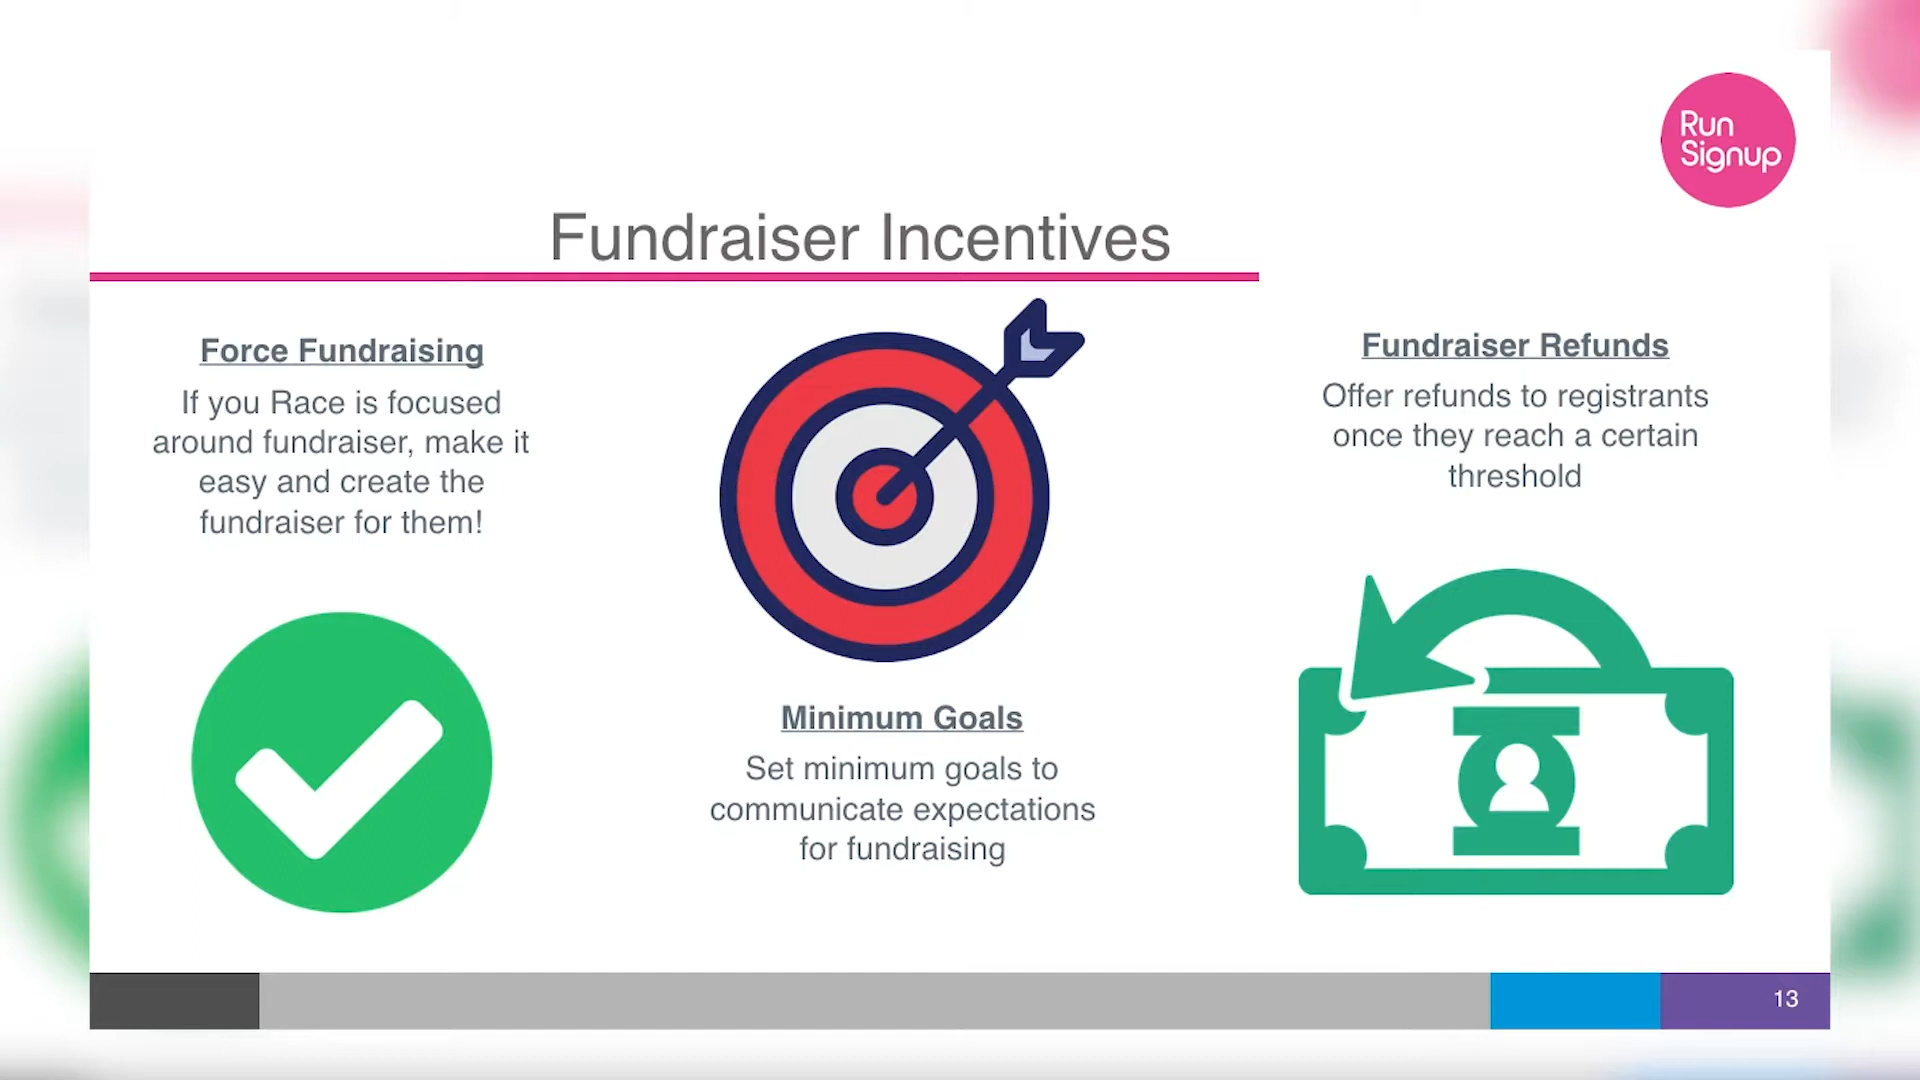 Run
Signup
Fundraiser Incentives
Force Fundraising
If you Race is focused
around fundraiser, make it
easy and create the
fundraiser for them!
Minimum Goals
Set minimum goals to
communicate expectations
for fundraising
Fundraiser Refunds
Offer refunds to registrants
once they reach a certain
threshold
13